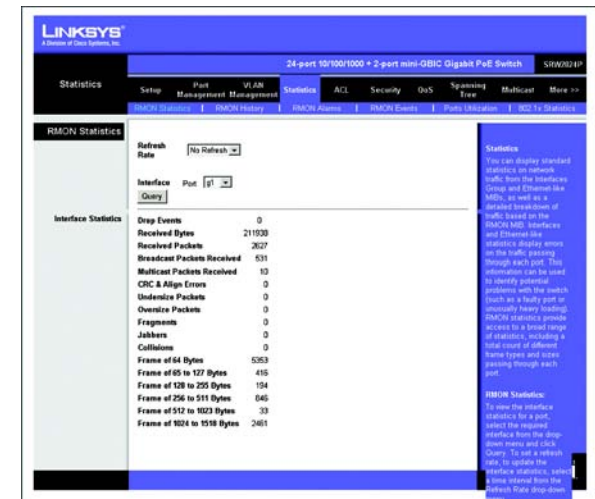 LINKSYS®
A Division of Cisco Systems, Inc.
24-port 10/100/1000 + 2-port mini-GBIC Gigabit PoE Switch SRW2024P
Statistics
Setup Port Management VLAN Management Statistics ACL Security QoS Spanning Tree Multicast More >>
RMON Statistics | RMON History | RMON Alarms | RMON Events | Ports Utilization | 802.1x Statistics
RMON Statistics
Refresh Rate No Refresh
Interface Port g1
Query
Interface Statistics
Drop Events 0
Received Bytes 211938
Received Packets 2627
Broadcast Packets Received 531
Multicast Packets Received 10
CRC & Align Errors 0
Undersize Packets 0
Oversize Packets 0
Fragments 0
Jabbers 0
Collisions 0
Frame of 64 Bytes 5353
Frame of 65 to 127 Bytes 416
Frame of 128 to 255 Bytes 194
Frame of 256 to 511 Bytes 846
Frame of 512 to 1023 Bytes 33
Frame of 1024 to 1518 Bytes 2461
Statistics
You can display standard
statistics on network
traffic from the Interfaces
Group and Ethernet-like
MIBs, as well as a
detailed breakdown of
traffic based on the
RMON MIB. Interfaces
and Ethernet-like
statistics display errors
on the traffic passing
through each port. This
information can be used
to identify potential
problems with the switch
(such as a faulty port or
unusually heavy loading).
RMON statistics provide
access to a broad range
of statistics, including a
total count of different
frame types and sizes
passing through each
port.
RMON Statistics:
To view the interface
statistics for a port,
select the required
interface from the drop-
down menu and click
Query. To set a refresh
rate, to update the
interface statistics, select
a time interval from the
Refresh Rate drop-down